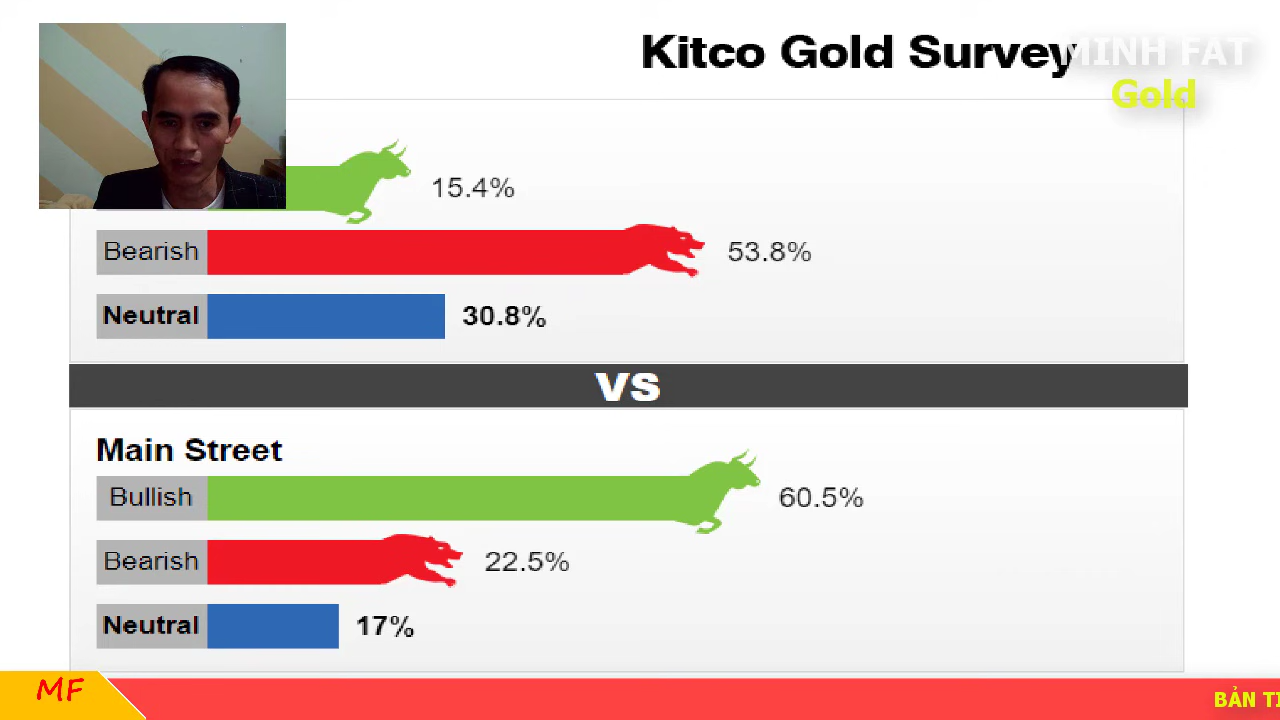 Kitco Gold Survey
MINH FAT
Gold
15.4%
Bearish
53.8%
Neutral
30.8%
VS
Main Street
Bullish
60.5%
Bearish
22.5%
Neutral
17%
MF
BẢN TI